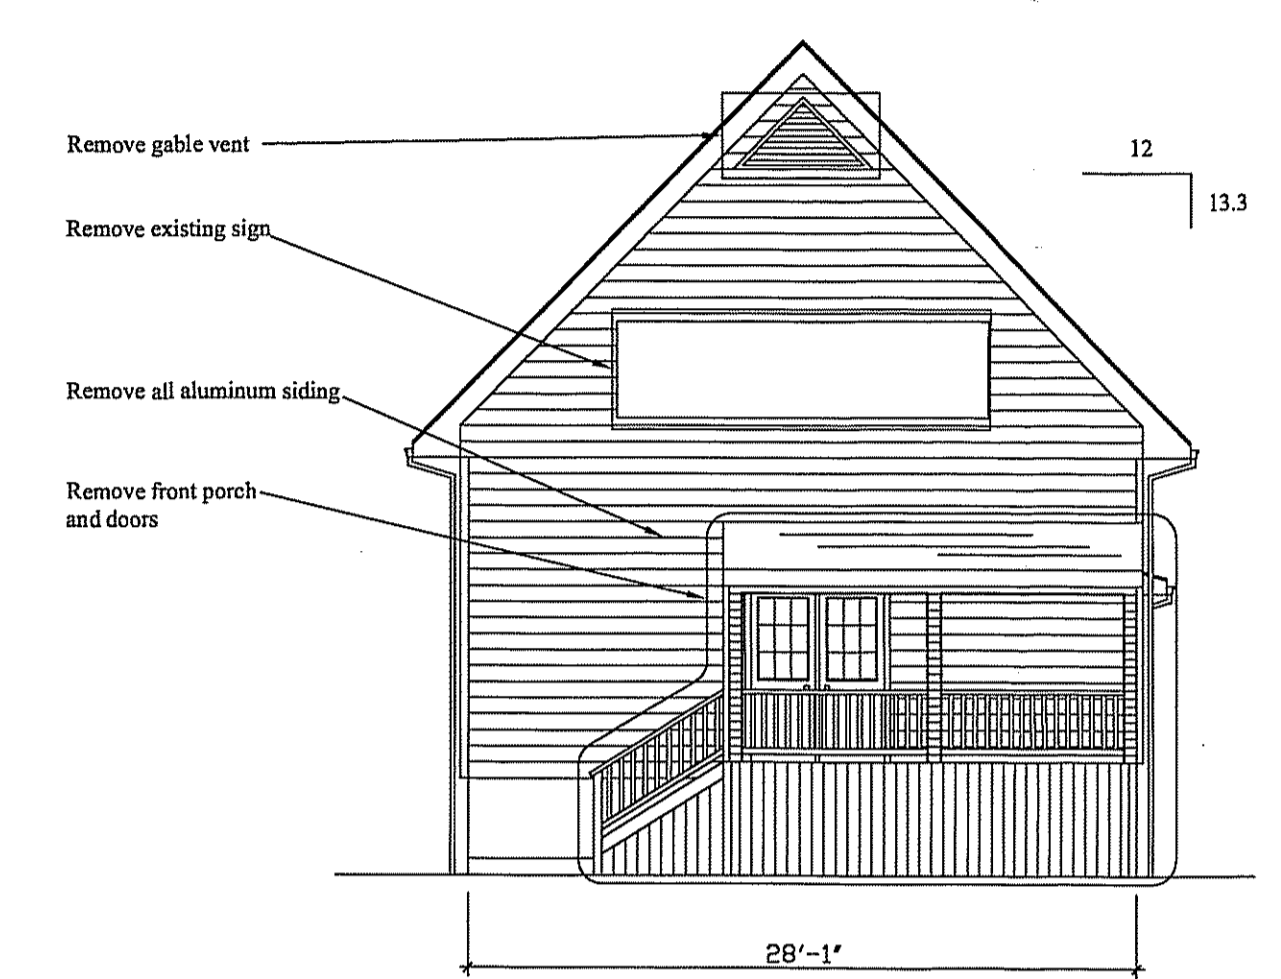 Remove gable vent
12
13.3
Remove existing sign
Remove all aluminum siding
Remove front porch
and doors
28'-1"